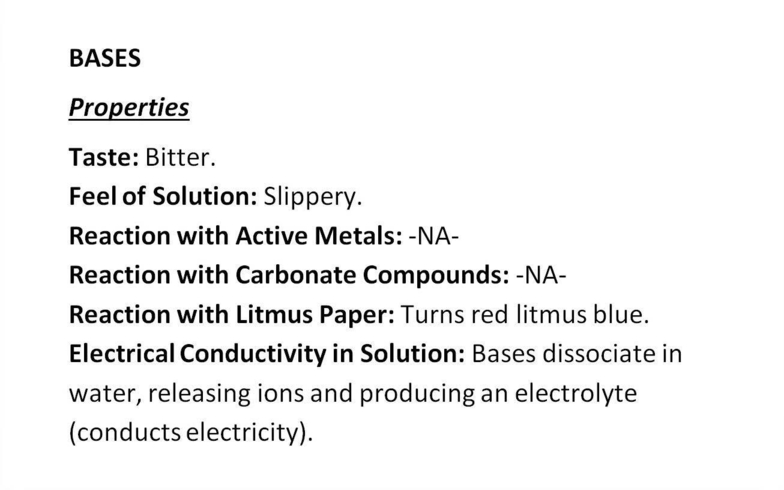 BASES
Properties
Taste: Bitter.
Feel of Solution: Slippery.
Reaction with Active Metals: -NA-
Reaction with Carbonate Compounds: -NA-
Reaction with Litmus Paper: Turns red litmus blue.
Electrical Conductivity in Solution: Bases dissociate in
water, releasing ions and producing an electrolyte
(conducts electricity).